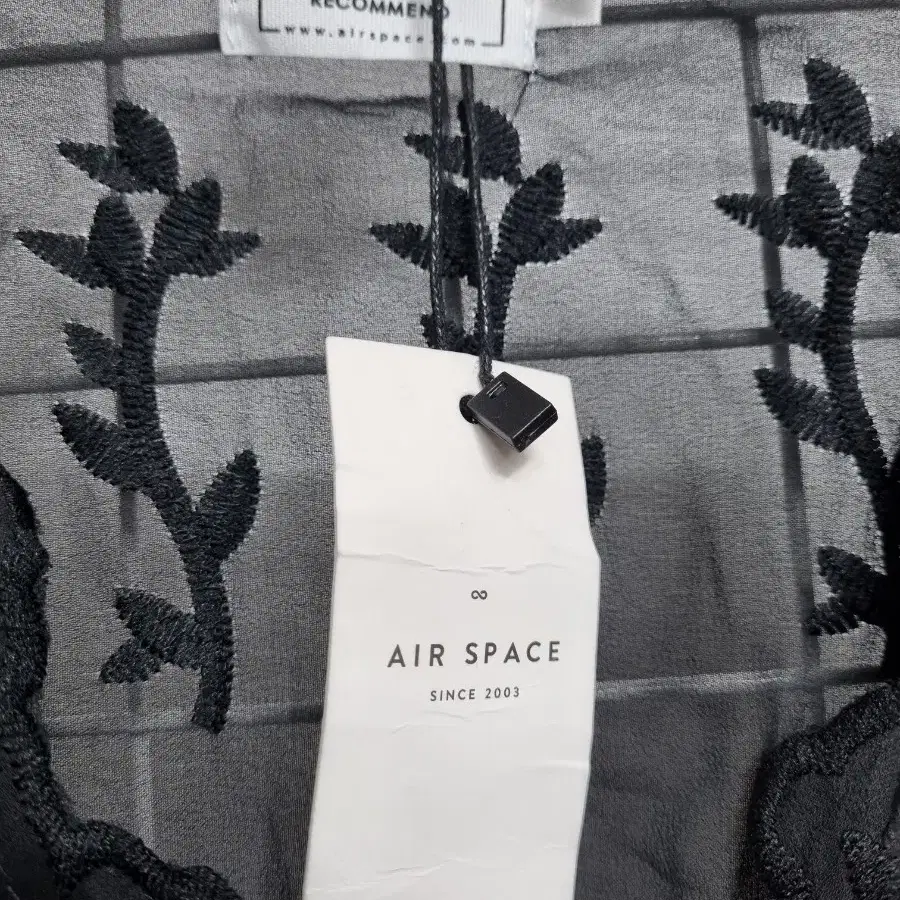 RECOMMEND
www.airspace.com
∞
AIR SPACE
SINCE 2003